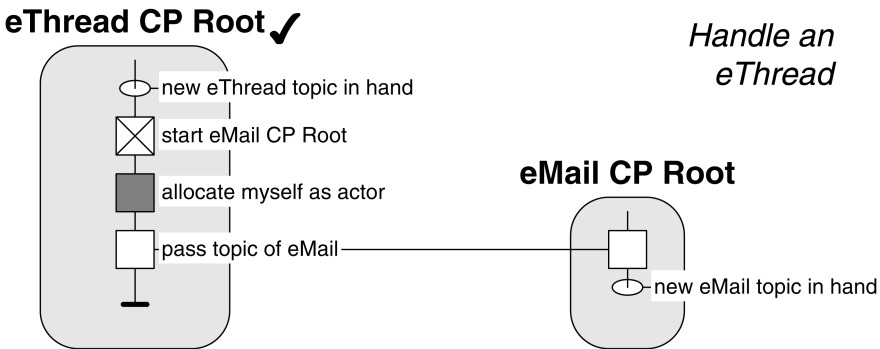 eThread CP Root
Handle an
eThread
new eThread topic in hand
start eMail CP Root
allocate myself as actor
pass topic of eMail
eMail CP Root
new eMail topic in hand